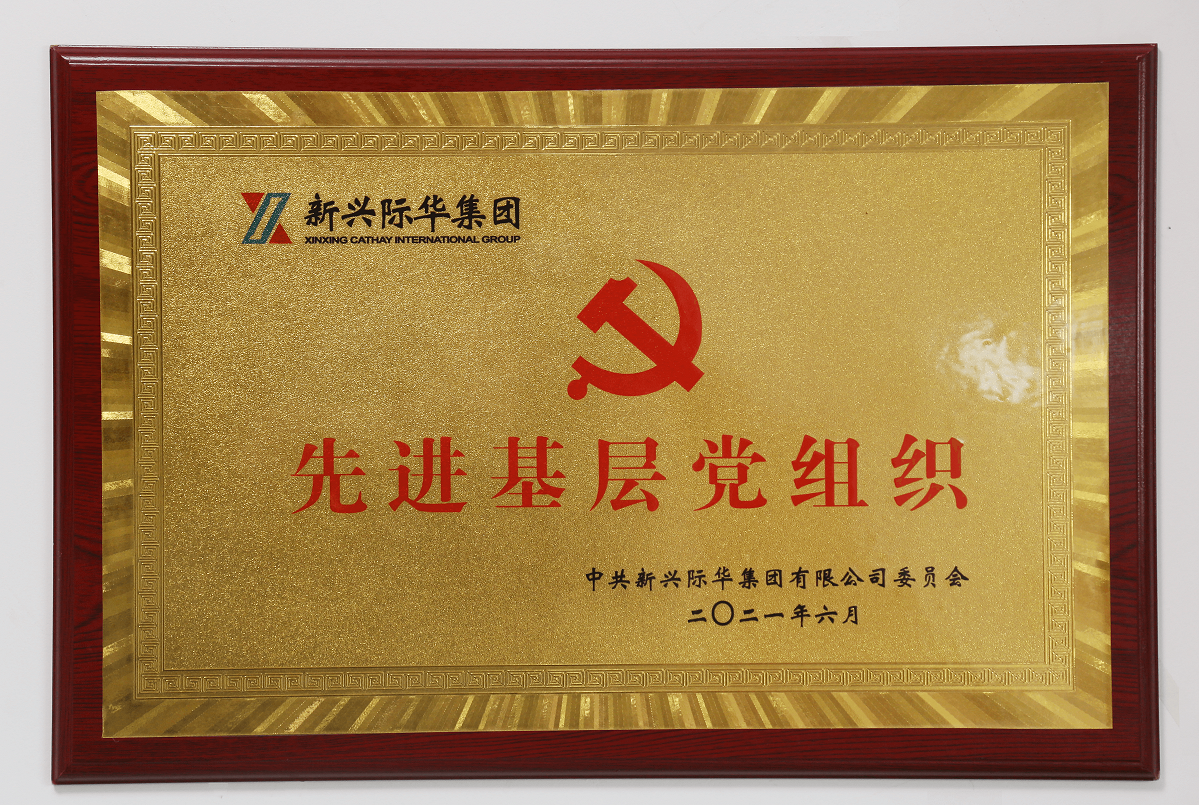 新兴际华集团
XINXING CATHAY INTERNATIONAL GROUP
先进基层党组织
中共新兴际华集团有限公司委员会
二〇二一年六月